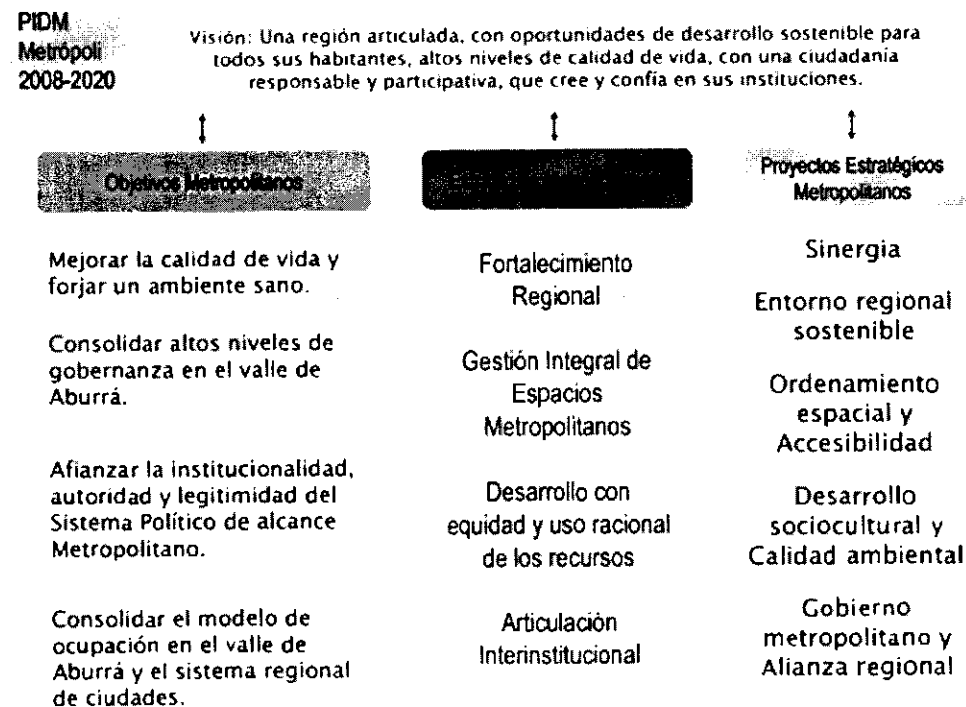 PIDM
Metrópoli
2008-2020
Visión: Una región articulada, con oportunidades de desarrollo sostenible para
todos sus habitantes, altos niveles de calidad de vida, con una ciudadanía
responsable y participativa, que cree y confía en sus instituciones.
Objetivos Metropolitanos
Mejorar la calidad de vida y
forjar un ambiente sano.
Consolidar altos niveles de
gobernanza en el valle de
Aburrá.
Afianzar la institucionalidad,
autoridad y legitimidad del
Sistema Político de alcance
Metropolitano.
Consolidar el modelo de
ocupación en el valle de
Aburrá y el sistema regional
de ciudades.
Fortalecimiento
Regional
Gestión Integral de
Espacios
Metropolitanos
Desarrollo con
equidad y uso racional
de los recursos
Articulación
Interinstitucional
Proyectos Estratégicos
Metropolitanos
Sinergia
Entorno regional
sostenible
Ordenamiento
espacial y
Accesibilidad
Desarrollo
sociocultural y
Calidad ambiental
Gobierno
metropolitano y
Alianza regional